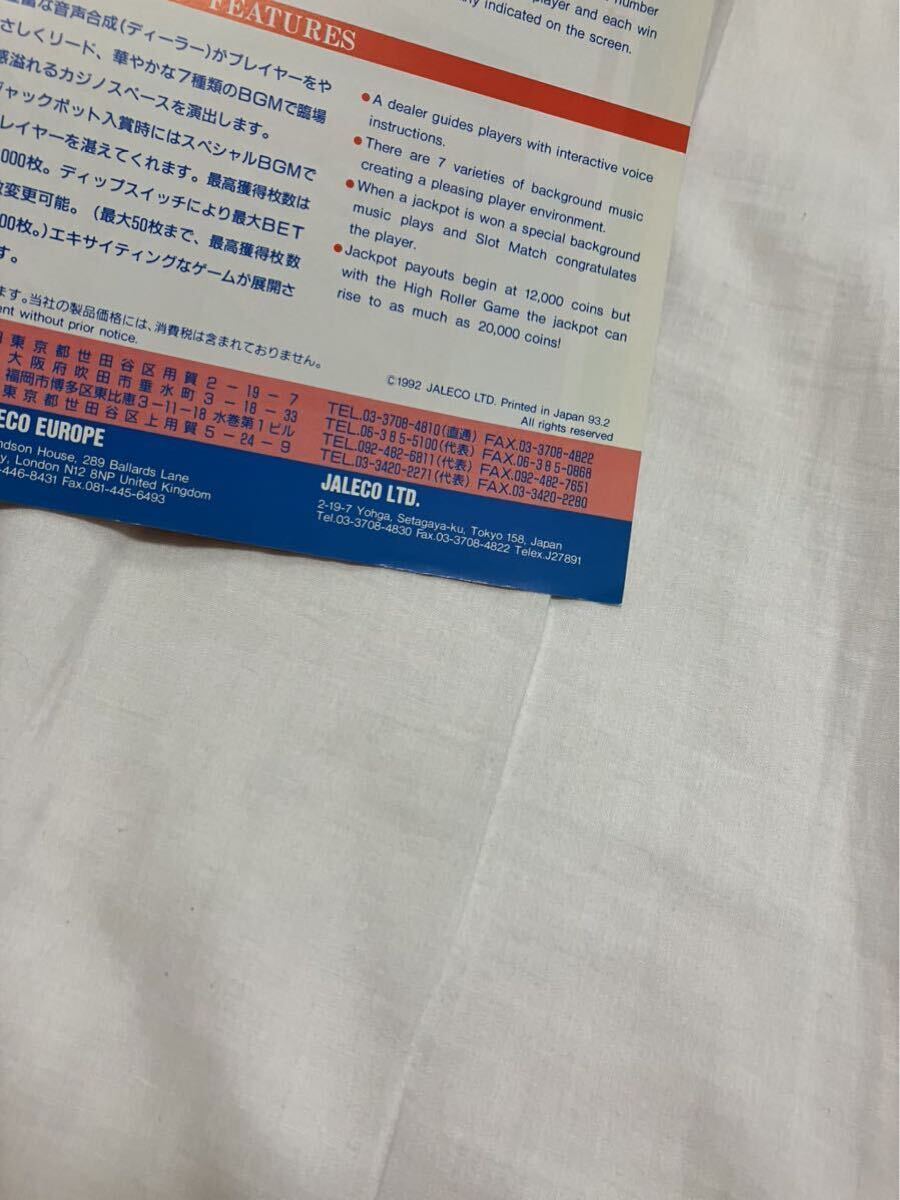 number
player and each win
indicated on the screen.
FEATURES
な音声合成(ディーラー)がプレイヤーをや
さしくリード、華やかな7種類のBGMで臨場
感溢れるカジノスペースを演出します。
ジャックポット入賞時にはスペシャルBGMで
レイヤーを湛えてくれます。最高獲得枚数は
000枚。ディップスイッチにより最大BET
変更可能。(最大50枚まで、最高獲得枚数
00枚。)エキサイティングなゲームが展開さ
す。
●A dealer guides players with interactive voice
instructions.
●There are 7 varieties of background music
creating a pleasing player environment.
●When a jackpot is won a special background
music plays and Slot Match congratulates
the player.
●Jackpot payouts begin at 12,000 coins but
with the High Roller Game the jackpot can
rise to as much as 20,000 coins!
ます。当社の製品価格には、消費税は含まれておりません。
without prior notice.
©1992 JALECO LTD. Printed in Japan 93.2
All rights reserved
東京都世田谷区用賀2-19-7 TEL.03-3708-4810(直通) FAX.03-3708-4822
大阪府吹田市垂水町3-18-33 TEL.06-385-5100(代表) FAX.06-385-0868
福岡市博多区東比恵3-11-18 水巻第1ビル TEL.092-482-6811(代表) FAX.092-482-7651
東京都世田谷区上用賀5-24-9 TEL.03-3420-2271(代表) FAX.03-3420-2280
ECO EUROPE
ndson House, 289 Ballards Lane
y, London N12 8NP United Kingdom
-446-8431 Fax.081-445-6493
JALECO LTD.
2-19-7 Yohga, Setagaya-ku, Tokyo 158, Japan
Tel.03-3708-4830 Fax.03-3708-4822 Telex.J27891